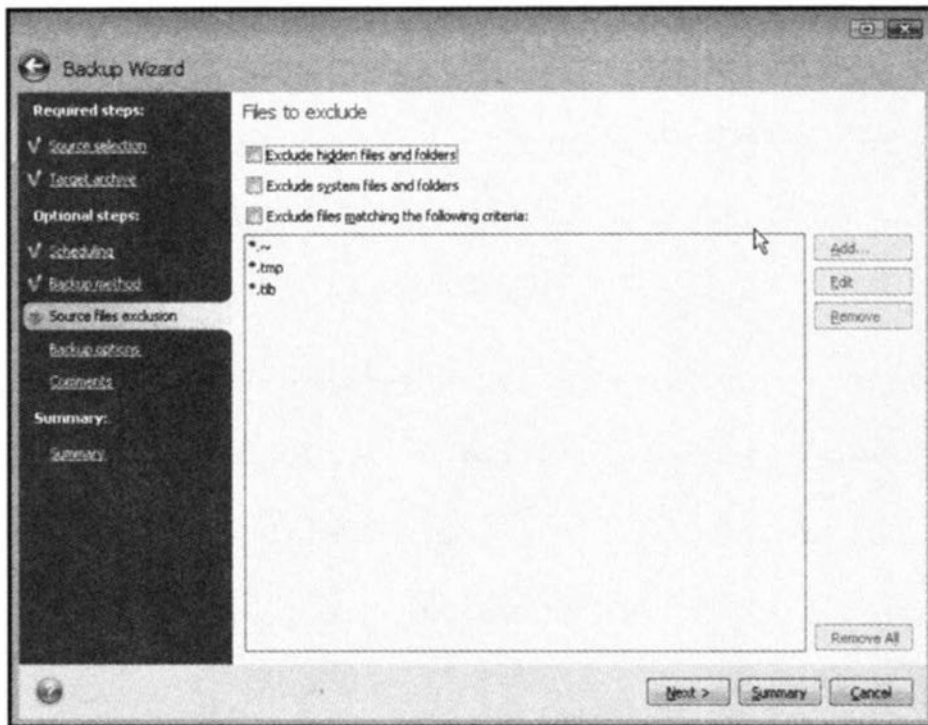 Backup Wizard
Required steps:
Source selection
Target archive
Optional steps:
Scheduling
Backup method
Source files exclusion
Backup options
Comments
Summary:
Summary
Files to exclude
Exclude hidden files and folders
Exclude system files and folders
Exclude files matching the following criteria:
*.~
*.tmp
*.tib
Add...
Edit
Remove
Remove All
Next >
Summary
Cancel